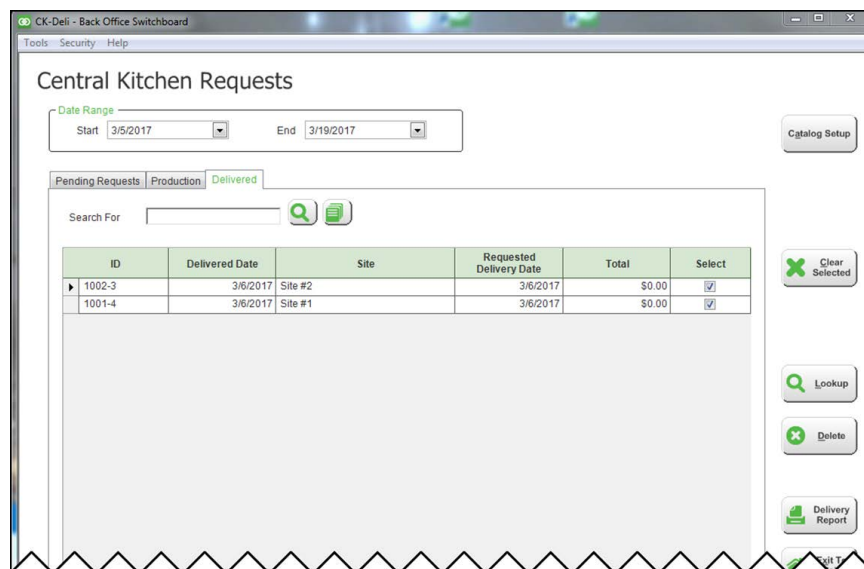 CK-Deli - Back Office Switchboard
Tools Security Help
Central Kitchen Requests
Date Range
Start 3/5/2017 End 3/19/2017
Catalog Setup
Pending Requests Production Delivered
Search For
ID Delivered Date Site Requested Delivery Date Total Select
1002-3 3/6/2017 Site #2 3/6/2017 $0.00
1001-4 3/6/2017 Site #1 3/6/2017 $0.00
Clear
Selected
Lookup
Delete
Delivery
Report
Exit